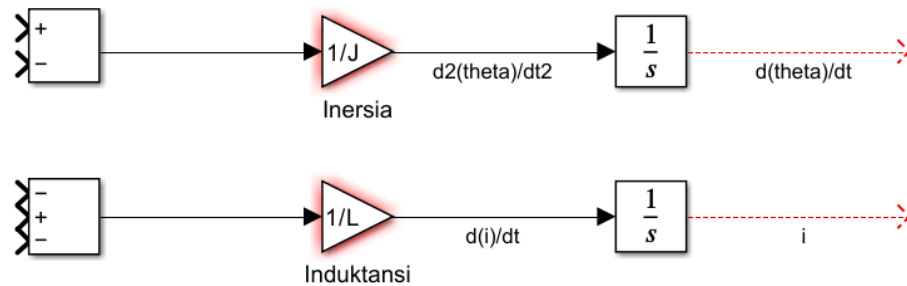 +
−
1/J
d2(theta)/dt2
1
s
d(theta)/dt
Inersia
−
+
−
1/L
d(i)/dt
1
s
i
Induktansi